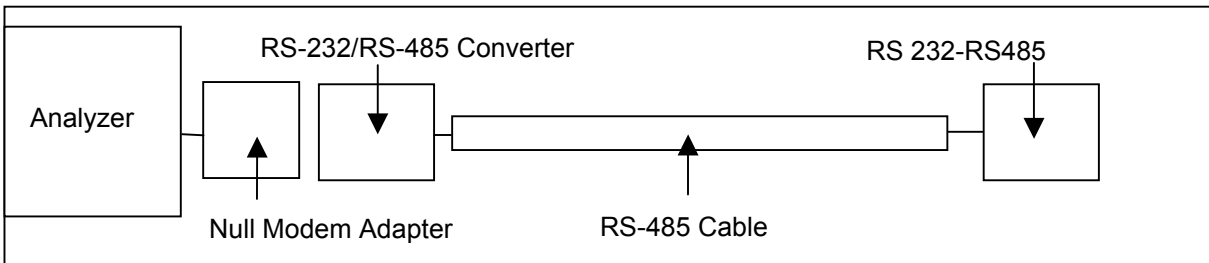 RS-232/RS-485 Converter
RS 232-RS485
Analyzer
Null Modem Adapter
RS-485 Cable